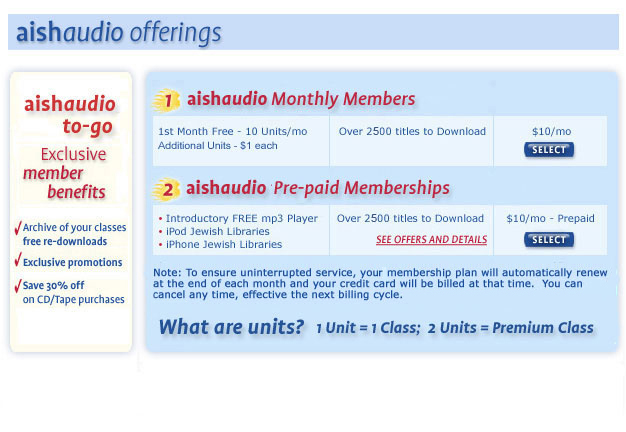 aishaudio offerings
aishaudio
to-go
Exclusive
member
benefits
Archive of your classes
free re-downloads
Exclusive promotions
Save 30% off
on CD/Tape purchases
1 aishaudio Monthly Members
1st Month Free - 10 Units/mo
Additional Units - $1 each
Over 2500 titles to Download
$10/mo
SELECT
2 aishaudio Pre-paid Memberships
• Introductory FREE mp3 Player
• iPod Jewish Libraries
• iPhone Jewish Libraries
Over 2500 titles to Download
SEE OFFERS AND DETAILS
$10/mo - Prepaid
SELECT
Note: To ensure uninterrupted service, your membership plan will automatically renew
at the end of each month and your credit card will be billed at that time. You can
cancel any time, effective the next billing cycle.
What are units? 1 Unit = 1 Class; 2 Units = Premium Class